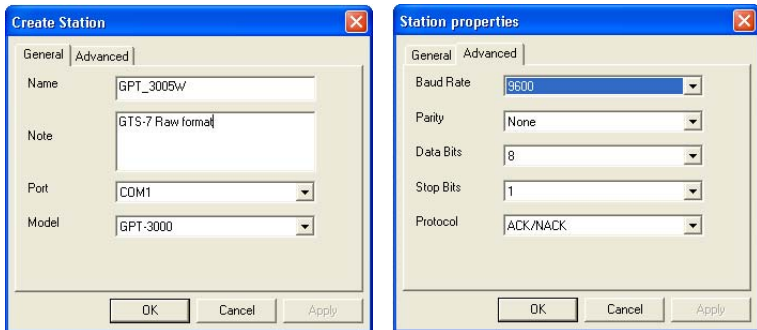 Create Station
General Advanced
Name GPT_3005W
Note GTS-7 Raw format
Port COM1
Model GPT-3000
OK Cancel Apply
Station properties
General Advanced
Baud Rate 9600
Parity None
Data Bits 8
Stop Bits 1
Protocol ACK/NACK
OK Cancel Apply